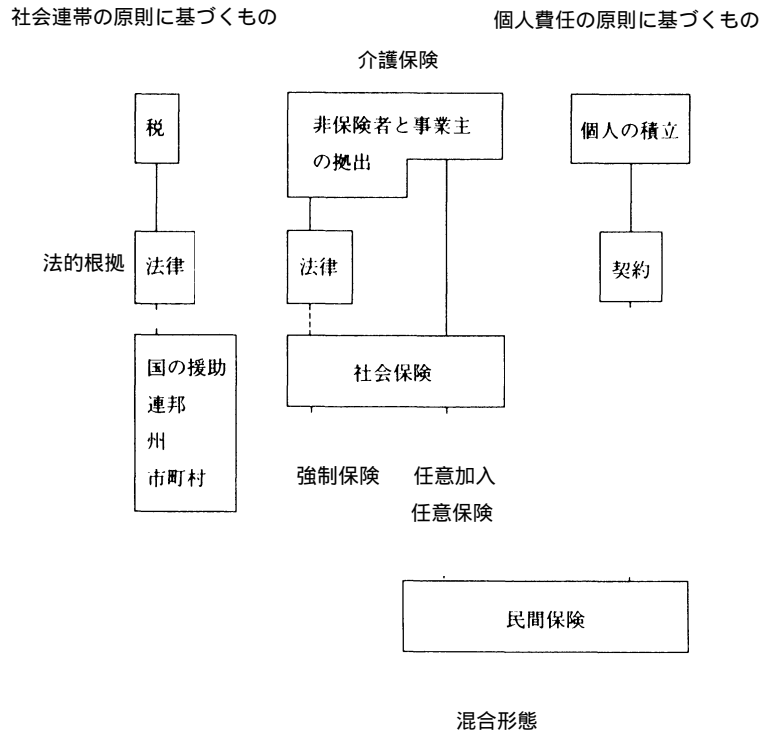 社会連帯の原則に基づくもの
個人費任の原則に基づくもの
介護保険
税
非保険者と事業主
の拠出
個人の積立
法的根拠
法律
法律
契約
国の援助
連邦
州
市町村
社会保険
強制保険
任意加入
任意保険
民間保険
混合形態